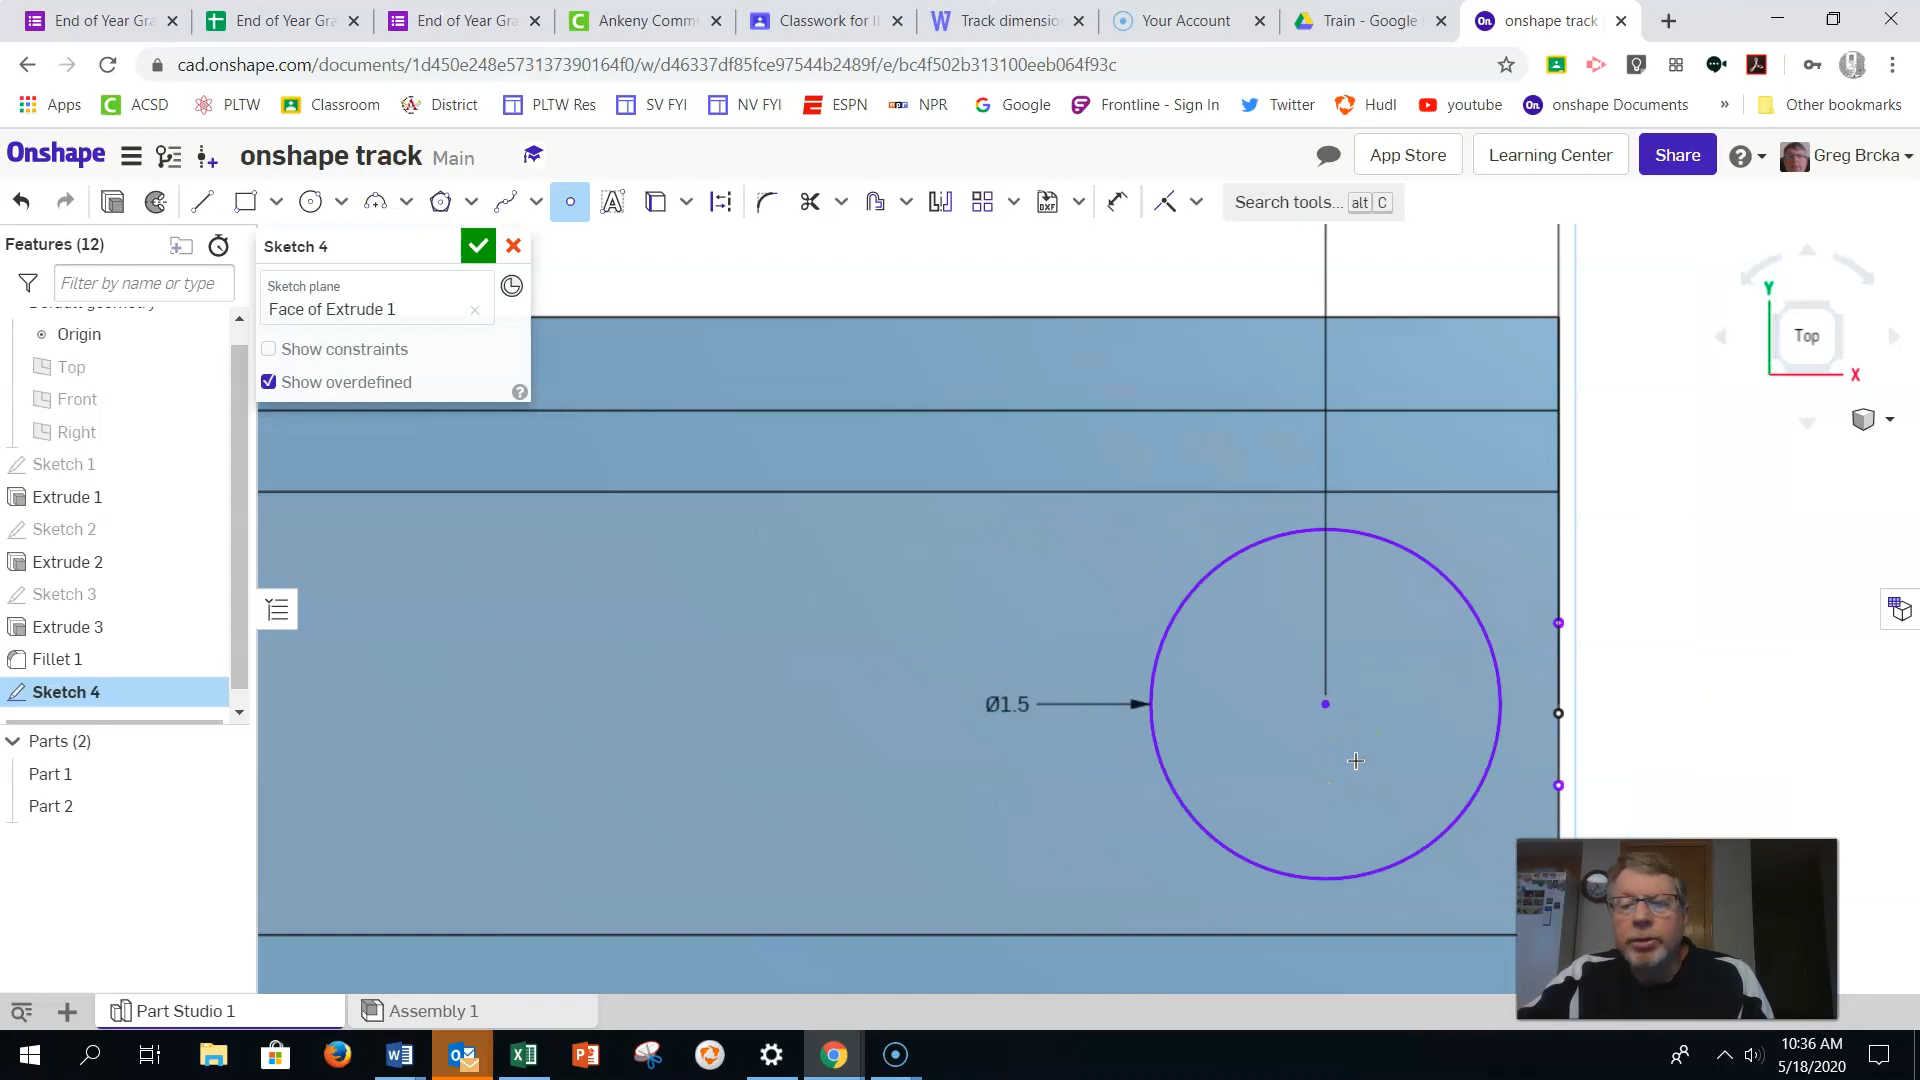 End of Year Gra
End of Year Gra
End of Year Gra
Ankeny Comm
Classwork for I
Track dimensio
Your Account
Train - Google
onshape track
cad.onshape.com/documents/1d450e248e573137390164f0/w/d46337df85fce97544b2489f/e/bc4f502b313100eeb064f93c
Apps
ACSD
PLTW
Classroom
District
PLTW Res
SV FYI
NV FYI
ESPN
NPR
Google
Frontline - Sign In
Twitter
Hudl
youtube
onshape Documents
»
Other bookmarks
Onshape
onshape track Main
App Store
Learning Center
Share
Greg Brcka
Search tools... alt C
Features (12)
Filter by name or type
Default geometry
Origin
Top
Front
Right
Sketch 1
Extrude 1
Sketch 2
Extrude 2
Sketch 3
Extrude 3
Fillet 1
Sketch 4
Parts (2)
Part 1
Part 2
Sketch 4
Sketch plane
Face of Extrude 1
Show constraints
Show overdefined
Ø1.5
Y
Top
X
Part Studio 1
Assembly 1
10:36 AM
5/18/2020